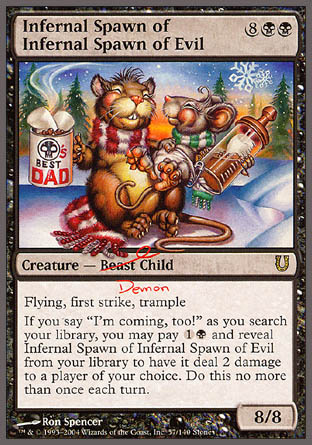 Infernal Spawn of
Infernal Spawn of Evil 8
BEST
DAD
Creature — Beast Child
Demon
Flying, first strike, trample
If you say "I'm coming, too!" as you search
your library, you may pay 1 and reveal
Infernal Spawn of Infernal Spawn of Evil
from your library to have it deal 2 damage
to a player of your choice. Do this no more
than once each turn.
Ron Spencer
™ & © 1993–2004 Wizards of the Coast, Inc. 57/140
8/8